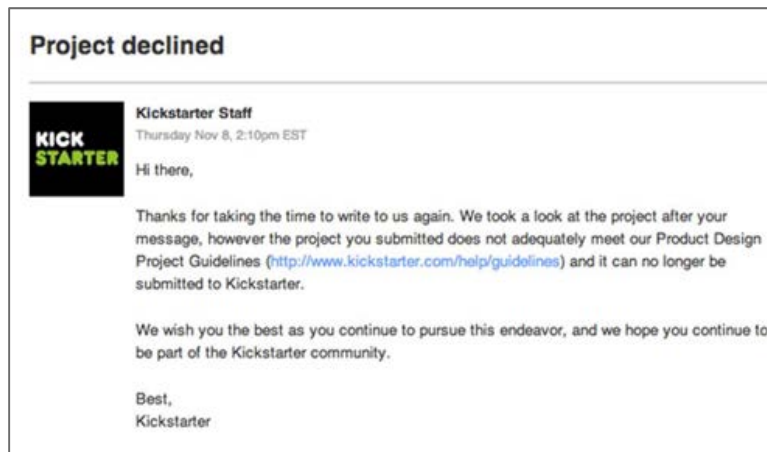 Project declined
KICK
STARTER
Kickstarter Staff
Thursday Nov 8, 2:10pm EST
Hi there,
Thanks for taking the time to write to us again. We took a look at the project after your
message, however the project you submitted does not adequately meet our Product Design
Project Guidelines (http://www.kickstarter.com/help/guidelines) and it can no longer be
submitted to Kickstarter.
We wish you the best as you continue to pursue this endeavor, and we hope you continue to
be part of the Kickstarter community.
Best,
Kickstarter